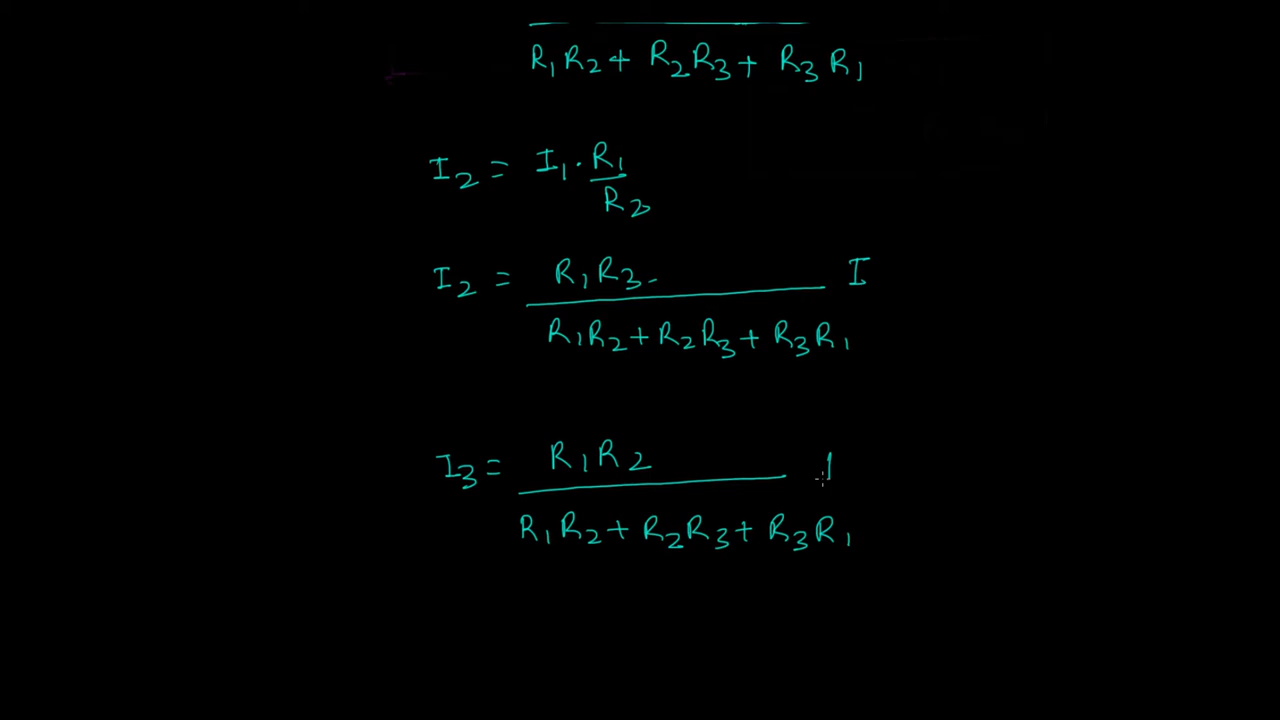 R₁R₂ + R₂R₃ + R₃R₁
I₂ = I₁ · R₁/R₂
I₂ = R₁R₃ / (R₁R₂ + R₂R₃ + R₃R₁) I
I₃ = R₁R₂ / (R₁R₂ + R₂R₃ + R₃R₁) I